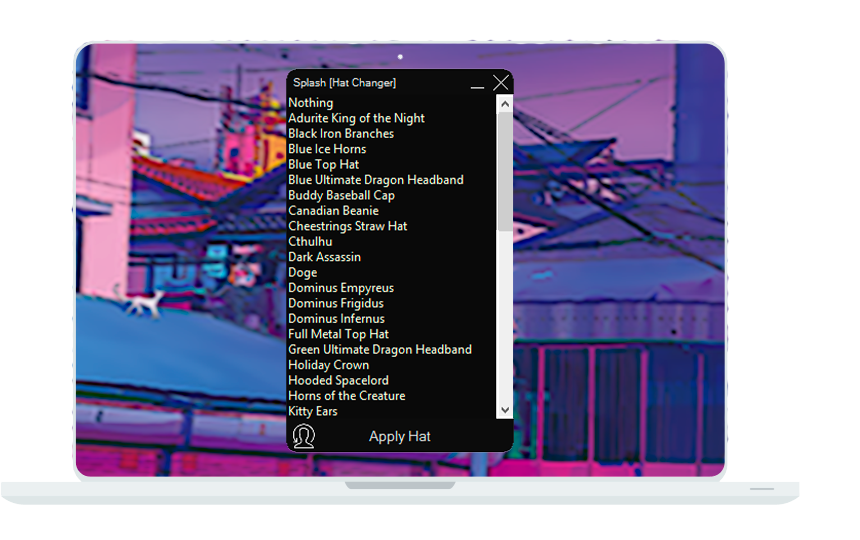 Splash [Hat Changer]
Nothing
Adurite King of the Night
Black Iron Branches
Blue Ice Horns
Blue Top Hat
Blue Ultimate Dragon Headband
Buddy Baseball Cap
Canadian Beanie
Cheestrings Straw Hat
Cthulhu
Dark Assassin
Doge
Dominus Empyreus
Dominus Frigidus
Dominus Infernus
Full Metal Top Hat
Green Ultimate Dragon Headband
Holiday Crown
Hooded Spacelord
Horns of the Creature
Kitty Ears
Apply Hat